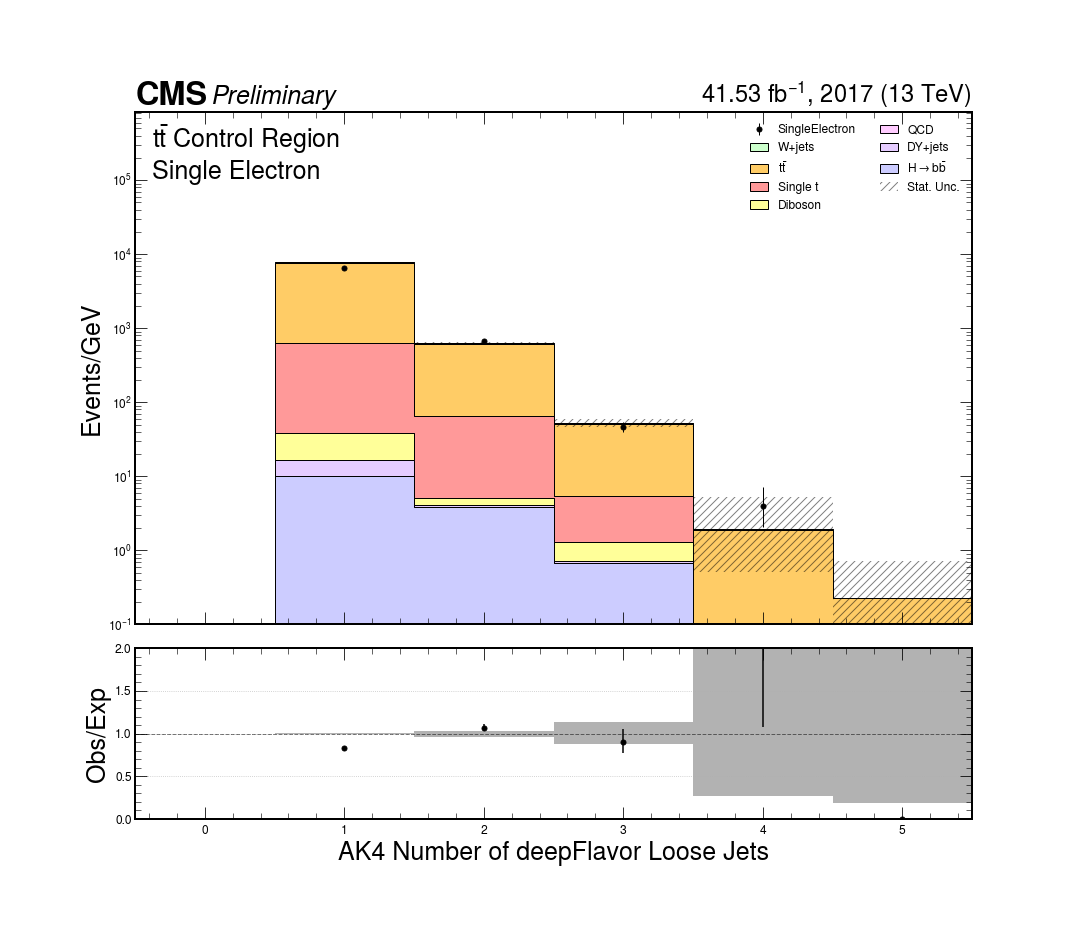 CMS Preliminary
41.53 fb⁻¹, 2017 (13 TeV)
tt̄ Control Region
Single Electron
SingleElectron
W+jets
tt̄
Single t
Diboson
QCD
DY+jets
H→bb̄
Stat. Unc.
Events/GeV
10⁵
10⁴
10³
10²
10¹
10⁰
10⁻¹
Obs/Exp
2.0
1.5
1.0
0.5
0.0
0 1 2 3 4 5
AK4 Number of deepFlavor Loose Jets